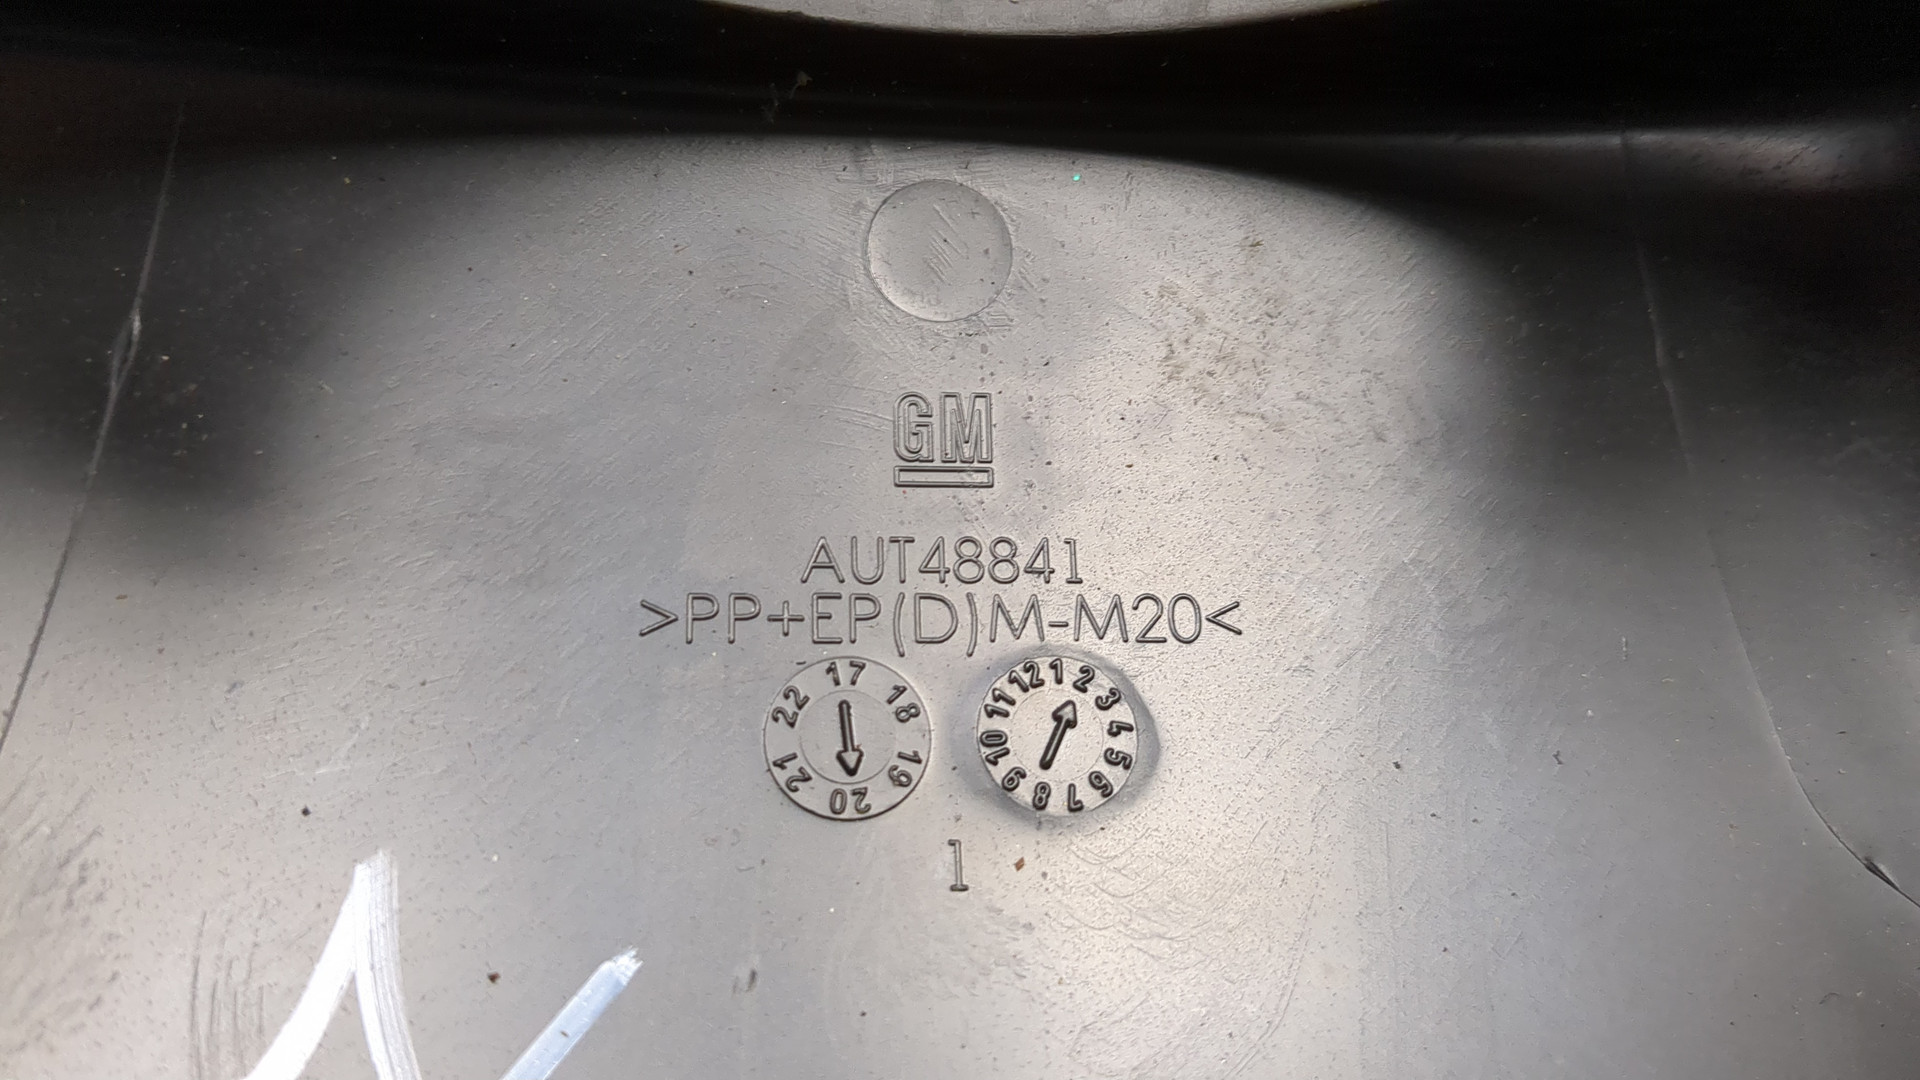 GM
AUT48841
>PP+EP(D)M-M20<
17 18 19 20 21 22
1 2 3 4 5 6 7 8 9 10 11 12
1